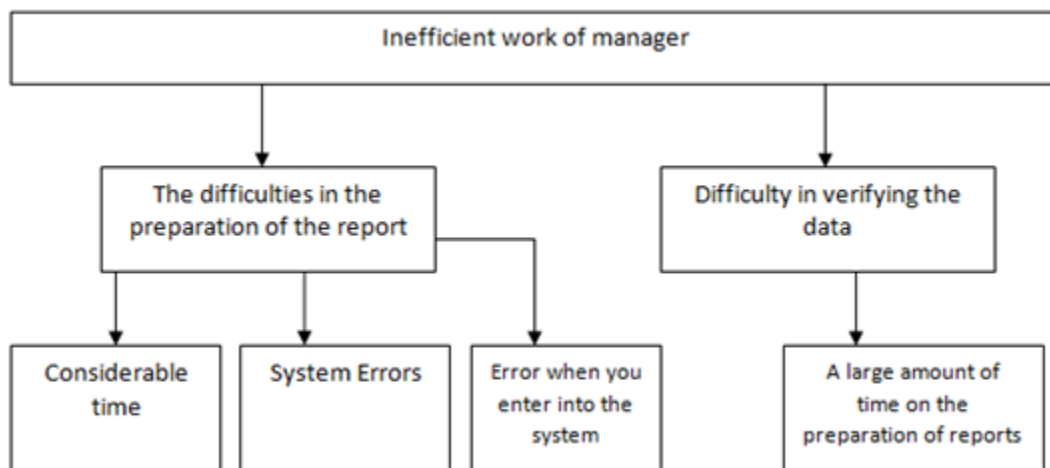 Inefficient work of manager
The difficulties in the
preparation of the report
Difficulty in verifying the
data
Considerable
time
System Errors
Error when you
enter into the
system
A large amount of
time on the
preparation of reports